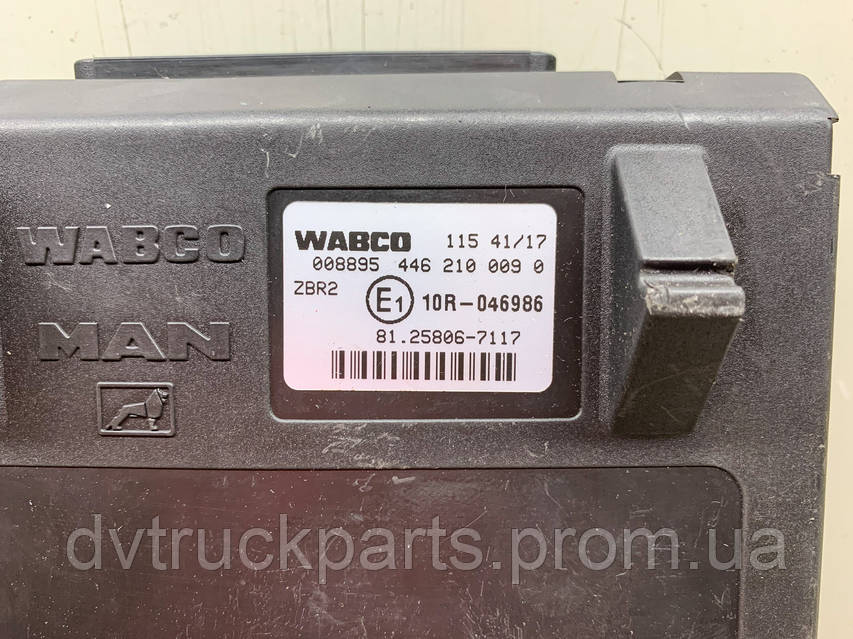 WABCO
MAN
WABCO 115 41/17
008895 446 210 009 0
ZBR2 E1 10R-046986
81.25806-7117
dvtruckparts.prom.ua